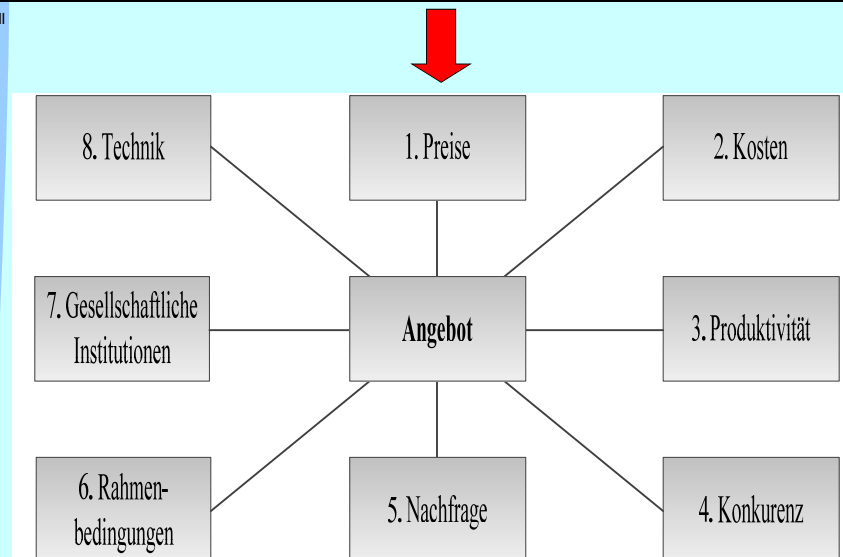 8. Technik
1. Preise
2. Kosten
7. Gesellschaftliche
Institutionen
Angebot
3. Produktivität
6. Rahmen-
bedingungen
5. Nachfrage
4. Konkurenz